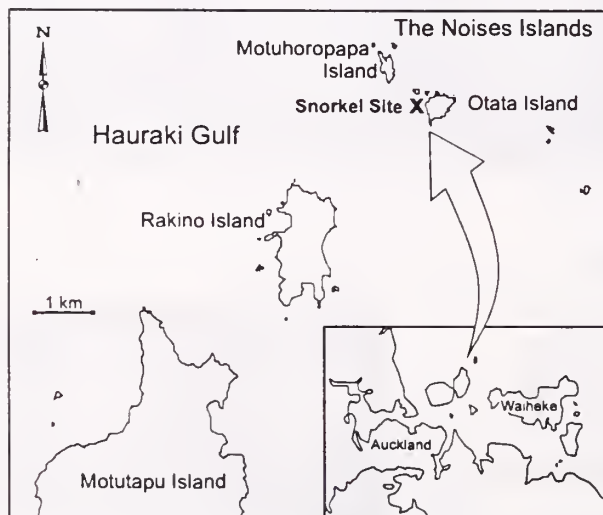 The Noises Islands
N
Motuhoropapa
Island
Snorkel Site X
Otata Island
Hauraki Gulf
Rakino Island
1 km
Waiheke
Auckland
Motutapu Island